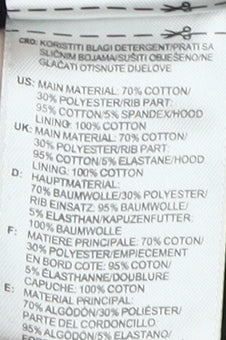 CRO: KORISTITI BLAGI DETERGENT/PRATI SA
SLIČNIM BOJAMA/SUŠITI OBJEŠENO/NE
GLAČATI OTISNUTE DIJELOVE
US: MAIN MATERIAL: 70% COTTON/
30% POLYESTER/RIB PART:
95% COTTON/5% SPANDEX/HOOD
LINING: 100% COTTON
UK: MAIN MATERIAL: 70% COTTON/
30% POLYESTER/RIB PART:
95% COTTON/5% ELASTANE/HOOD
LINING: 100% COTTON
D: HAUPTMATERIAL:
70% BAUMWOLLE/30% POLYESTER/
RIB EINSATZ: 95% BAUMWOLLE/
5% ELASTHAN/KAPUZENFUTTER:
100% BAUMWOLLE
F: MATIERE PRINCIPALE: 70% COTON/
30% POLYESTER/EMPIECEMENT
EN BORD COTE: 95% COTON/
5% ÉLASTHANNE/DOUBLURE
CAPUCHE: 100% COTON
E: MATERIAL PRINCIPAL:
70% ALGODÓN/30% POLIÉSTER/
PARTE DEL CORDONCILLO:
95% ALGODÓN/5% ELASTANO/